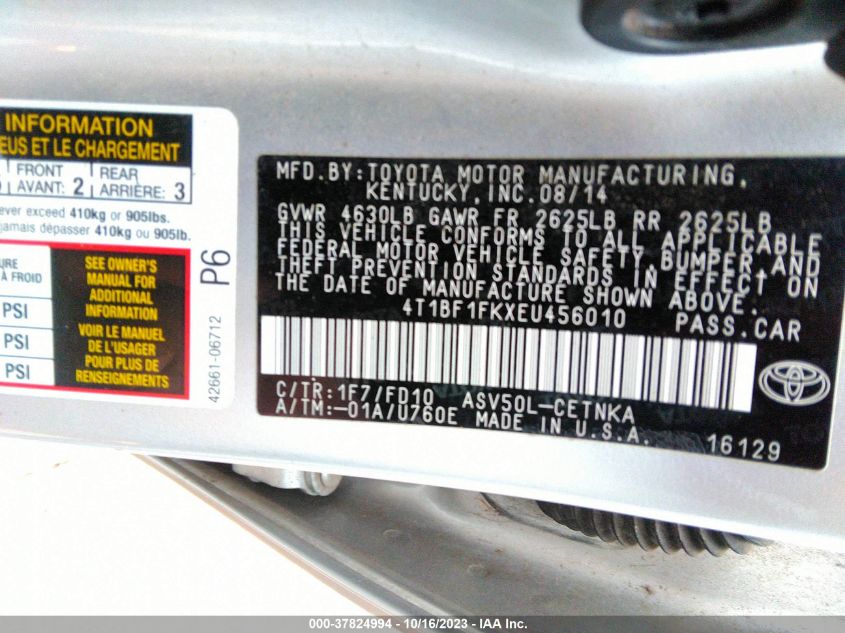 INFORMATION
EUS ET LE CHARGEMENT
FRONT
AVANT: 2
REAR
ARRIÈRE: 3
ever exceed 410kg or 905lbs.
jamais dépasser 410kg ou 905lb.
À FROID
PSI
PSI
PSI
SEE OWNER'S
MANUAL FOR
ADDITIONAL
INFORMATION
VOIR LE MANUEL
DE L'USAGER
POUR PLUS DE
RENSEIGNEMENTS
P6
42661-06712
MFD.BY:TOYOTA MOTOR MANUFACTURING,
KENTUCKY,INC.08/14
GVWR 4630LB GAWR FR 2625LB RR 2625LB
THIS VEHICLE CONFORMS TO ALL APPLICABLE
FEDERAL MOTOR VEHICLE SAFETY,BUMPER,AND
THEFT PREVENTION STANDARDS IN EFFECT ON
THE DATE OF MANUFACTURE SHOWN ABOVE.
4T1BF1FKXEU456010 PASS.CAR
C/TR:1F7/FD10 ASV50L-CETNKA
A/TM:-01A/U760E MADE IN U.S.A.
16129
000-37824994 - 10/16/2023 - IAA Inc.